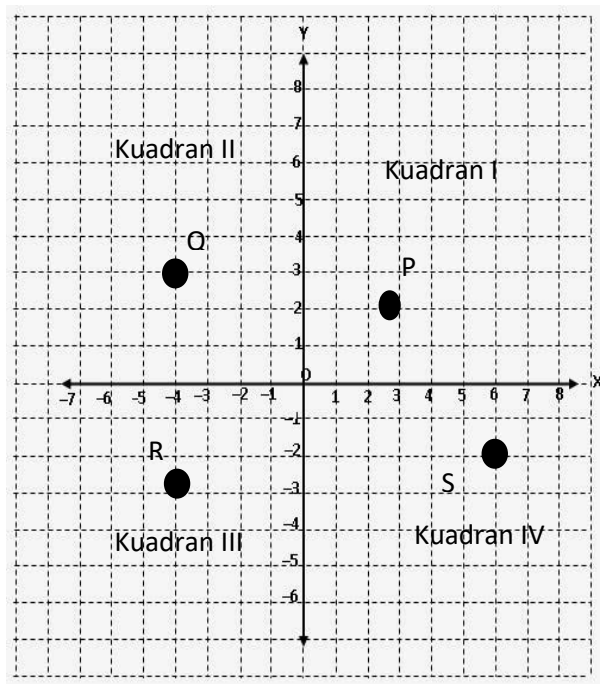 Y
8
7
Kuadran II
6
Kuadran I
5
4
Q
3
P
2
1
O
X
–7 –6 –5 –4 –3 –2 –1 1 2 3 4 5 6 7 8
–1
R
–2
–3
S
–4
Kuadran III
Kuadran IV
–5
–6